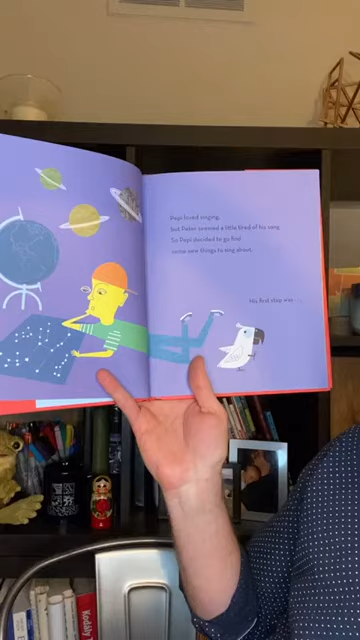 Pepi loved singing,
but Peter seemed a little tired of his song.
So Pepi decided to go find
some new things to sing about.
His first stop was . . .
Kodály